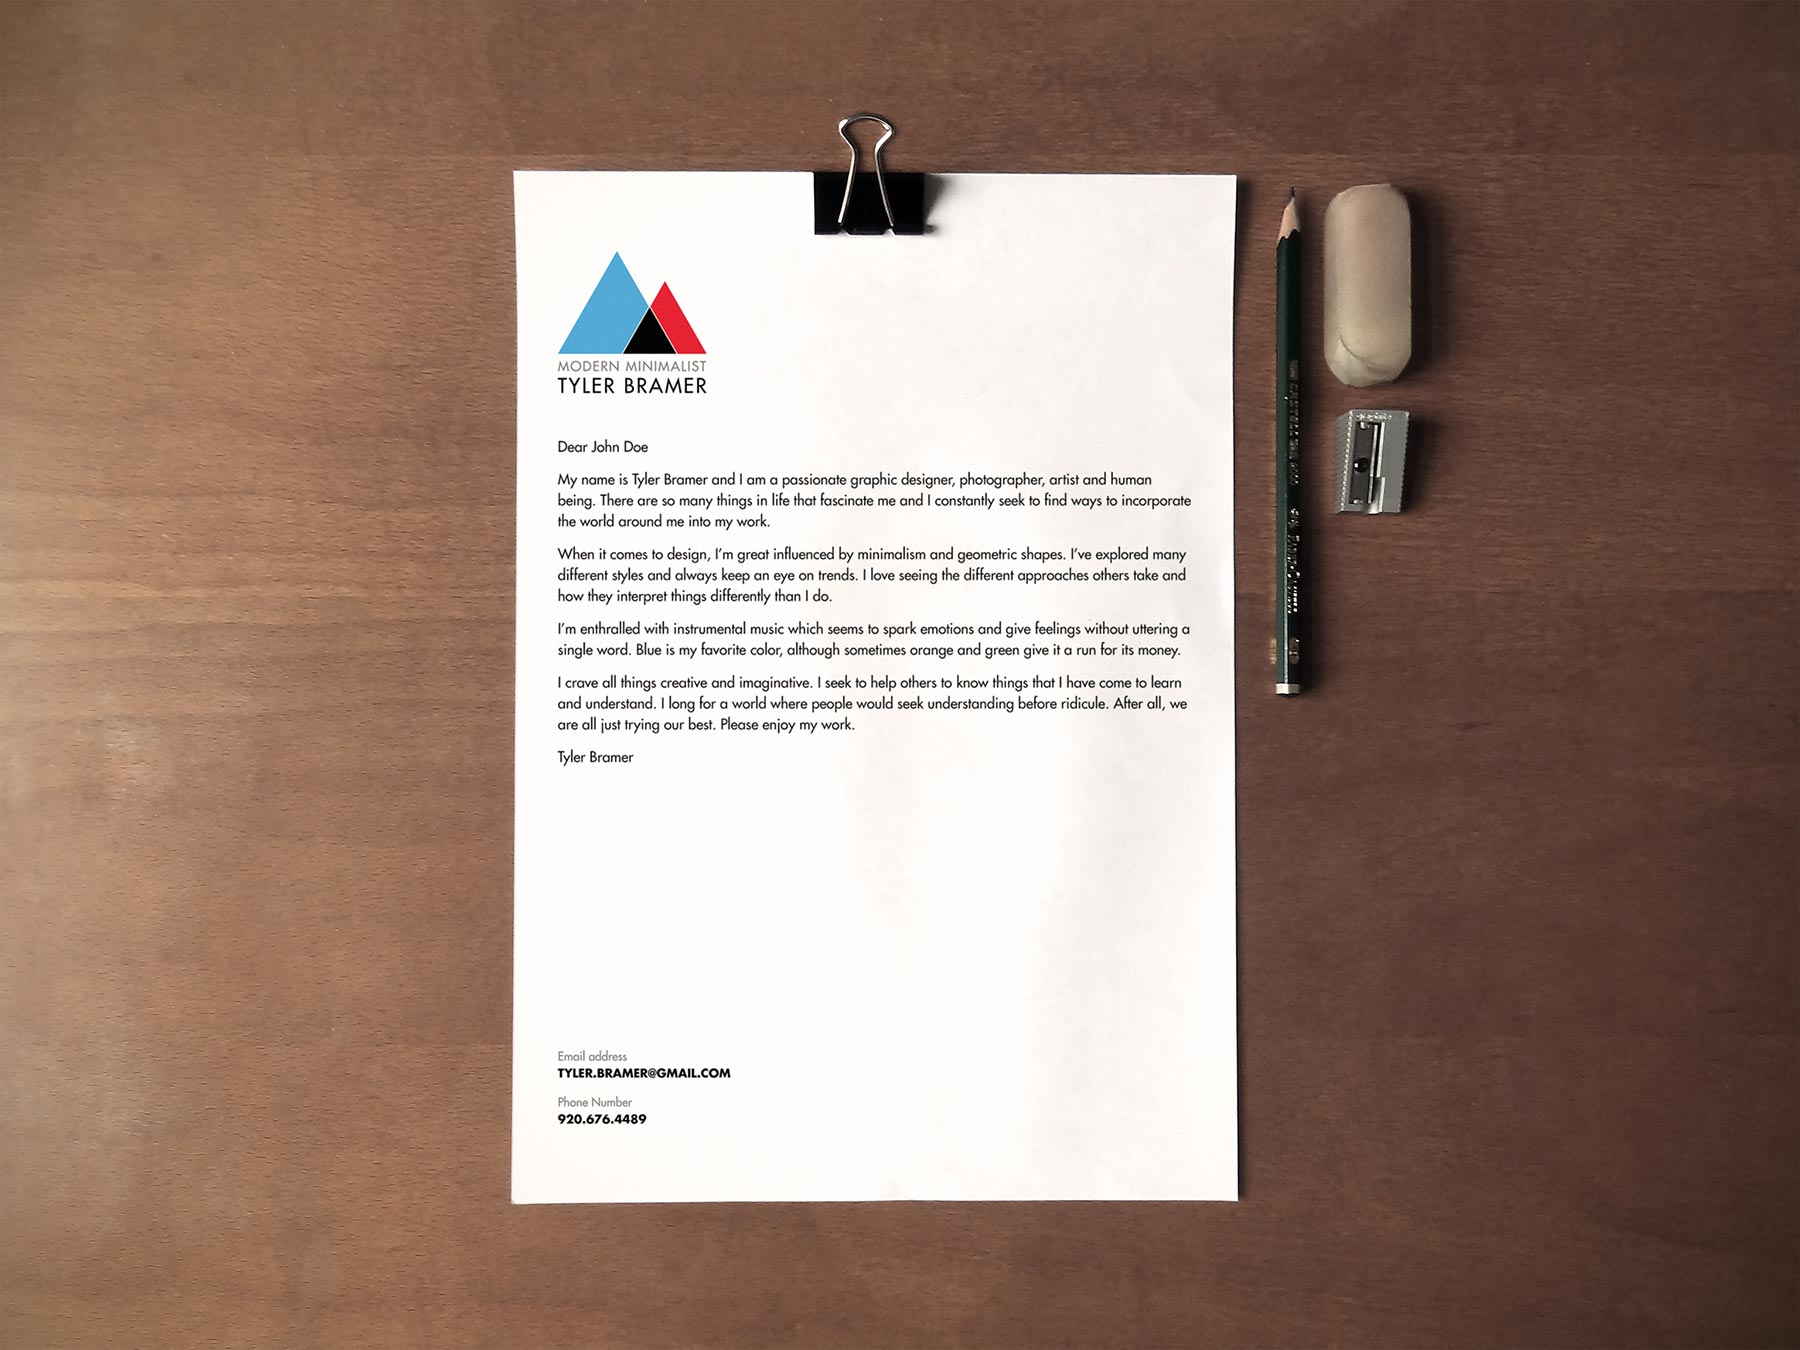 MODERN MINIMALIST
TYLER BRAMER
Dear John Doe
My name is Tyler Bramer and I am a passionate graphic designer, photographer, artist and human
being. There are so many things in life that fascinate me and I constantly seek to find ways to incorporate
the world around me into my work.
When it comes to design, I'm great influenced by minimalism and geometric shapes. I've explored many
different styles and always keep an eye on trends. I love seeing the different approaches others take and
how they interpret things differently than I do.
I'm enthralled with instrumental music which seems to spark emotions and give feelings without uttering a
single word. Blue is my favorite color, although sometimes orange and green give it a run for its money.
I crave all things creative and imaginative. I seek to help others to know things that I have come to learn
and understand. I long for a world where people would seek understanding before ridicule. After all, we
are all just trying our best. Please enjoy my work.
Tyler Bramer
Email address
TYLER.BRAMER@GMAIL.COM
Phone Number
920.676.4489